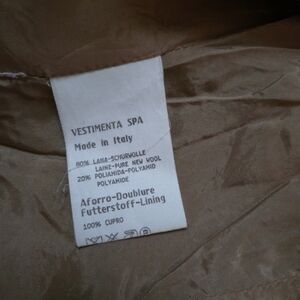 VESTIMENTA SPA
Made in Italy
80% LANA-SCHURWOLLE
LAINE-PURE NEW WOOL
20% POLIAMIDA-POLYAMID
POLYAMIDE
Aforro-Doublure
Futterstoff-Lining
100% CUPRO